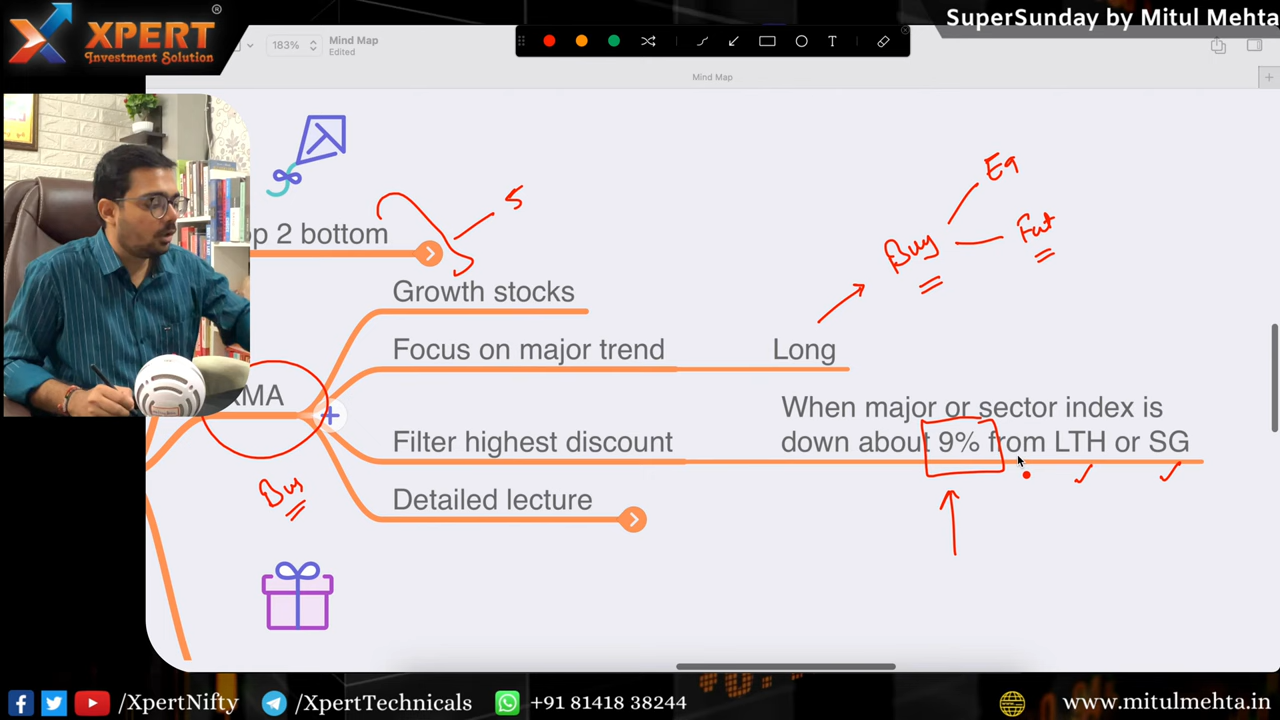 XPERT
Investment Solution
®
183%
Mind Map
Edited
T
SuperSunday by Mitul Mehta
Mind Map
Eq
5
Buy
Fut
p 2 bottom
Growth stocks
Focus on major trend
Long
MA
When major or sector index is
down about 9% from LTH or SG
Filter highest discount
Buy
Detailed lecture
/XpertNifty
/XpertTechnicals
+91 81418 38244
www.mitulmehta.in